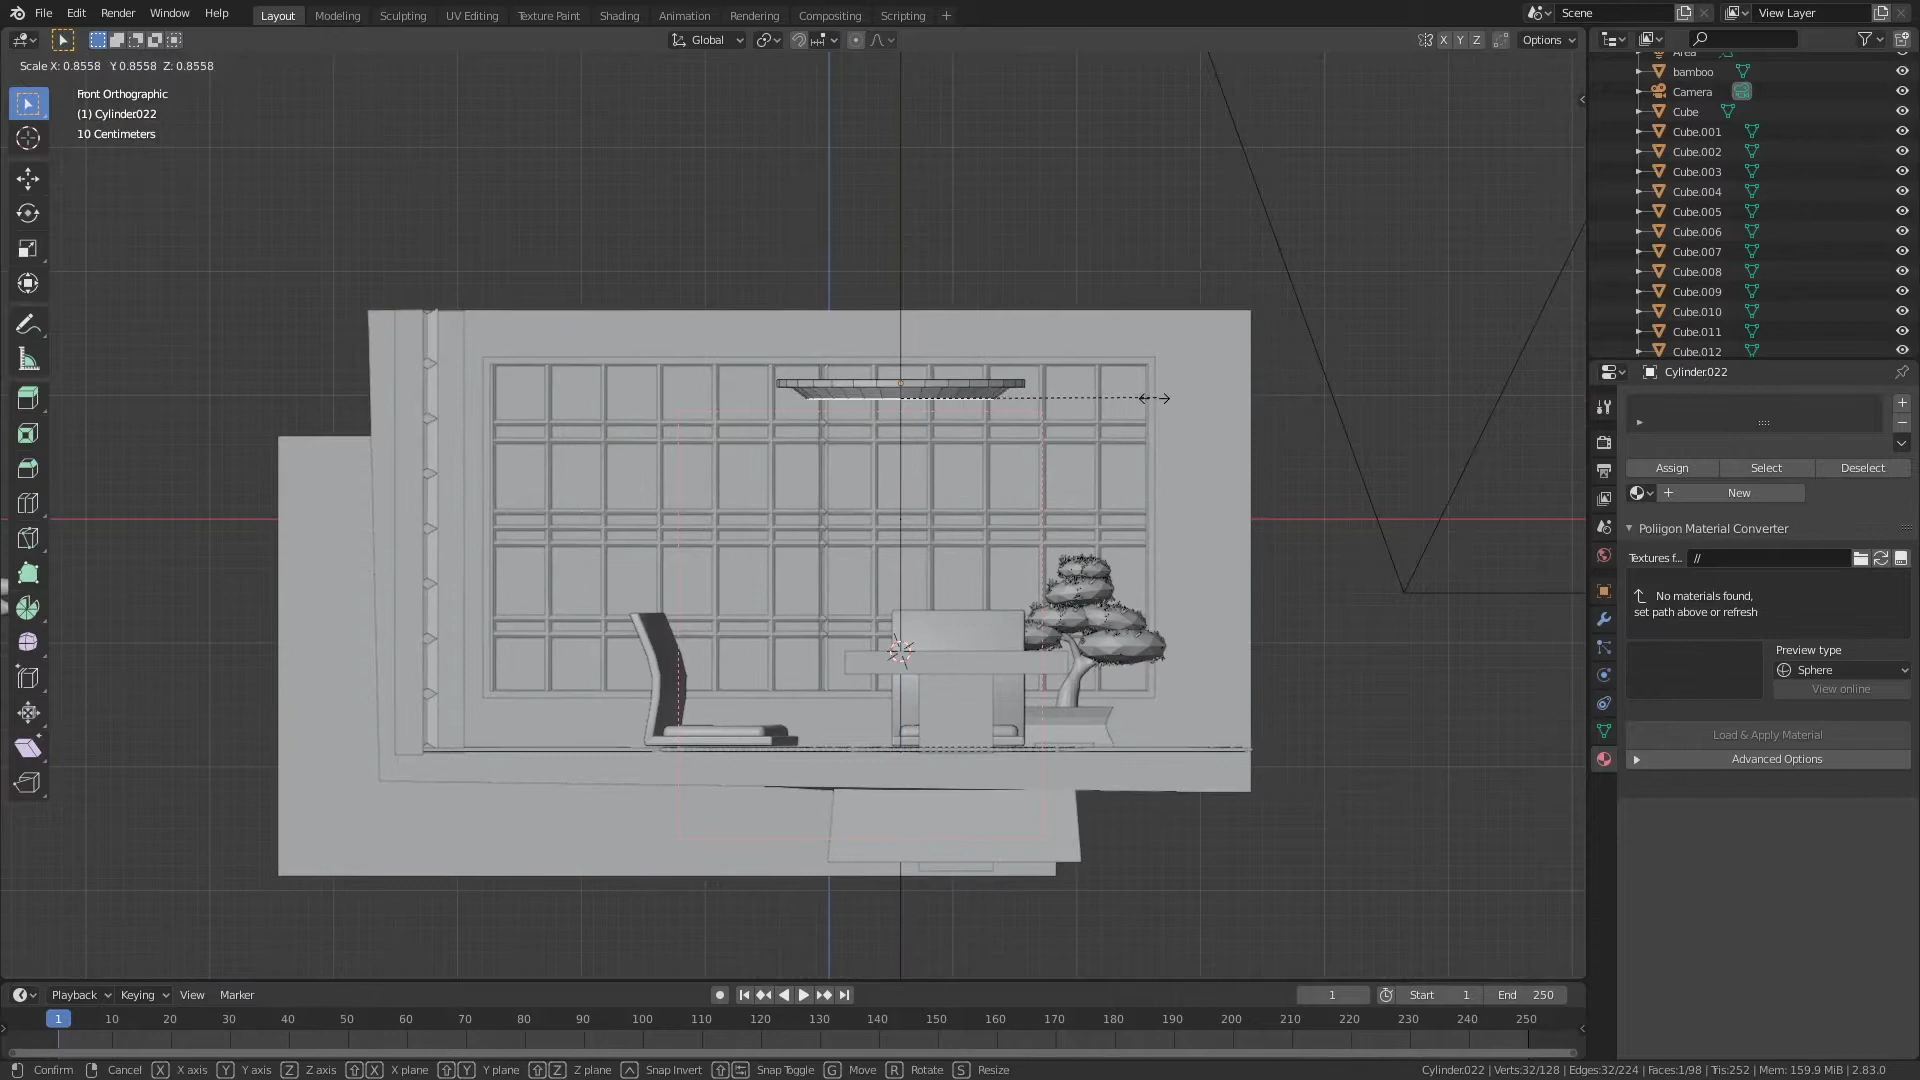 File Edit Render Window Help
Layout Modeling Sculpting UV Editing Texture Paint Shading Animation Rendering Compositing Scripting +
Scene
View Layer
Global
X Y Z
Options
Scale X: 0.8558 Y: 0.8558 Z: 0.8558
Front Orthographic
(1) Cylinder.022
10 Centimeters
Area
bamboo
Camera
Cube
Cube.001
Cube.002
Cube.003
Cube.004
Cube.005
Cube.006
Cube.007
Cube.008
Cube.009
Cube.010
Cube.011
Cube.012
Cylinder.022
Assign Select Deselect
New
Poliigon Material Converter
Textures f... //
No materials found,
set path above or refresh
Preview type
Sphere
View online
Load & Apply Material
Advanced Options
Playback Keying View Marker
1 Start 1 End 250
1 10 20 30 40 50 60 70 80 90 100 110 120 130 140 150 160 170 180 190 200 210 220 230 240 250
Confirm Cancel X X axis Y Y axis Z Z axis X X plane Y Y plane Z Z plane Snap Invert Snap Toggle G Move R Rotate S Resize
Cylinder.022 | Verts:32/128 | Edges:32/224 | Faces:1/98 | Tris:252 | Mem: 159.9 MiB | 2.83.0